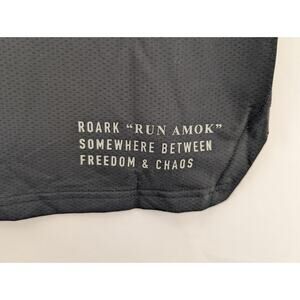 ROARK “RUN AMOK”
SOMEWHERE BETWEEN
FREEDOM & CHAOS